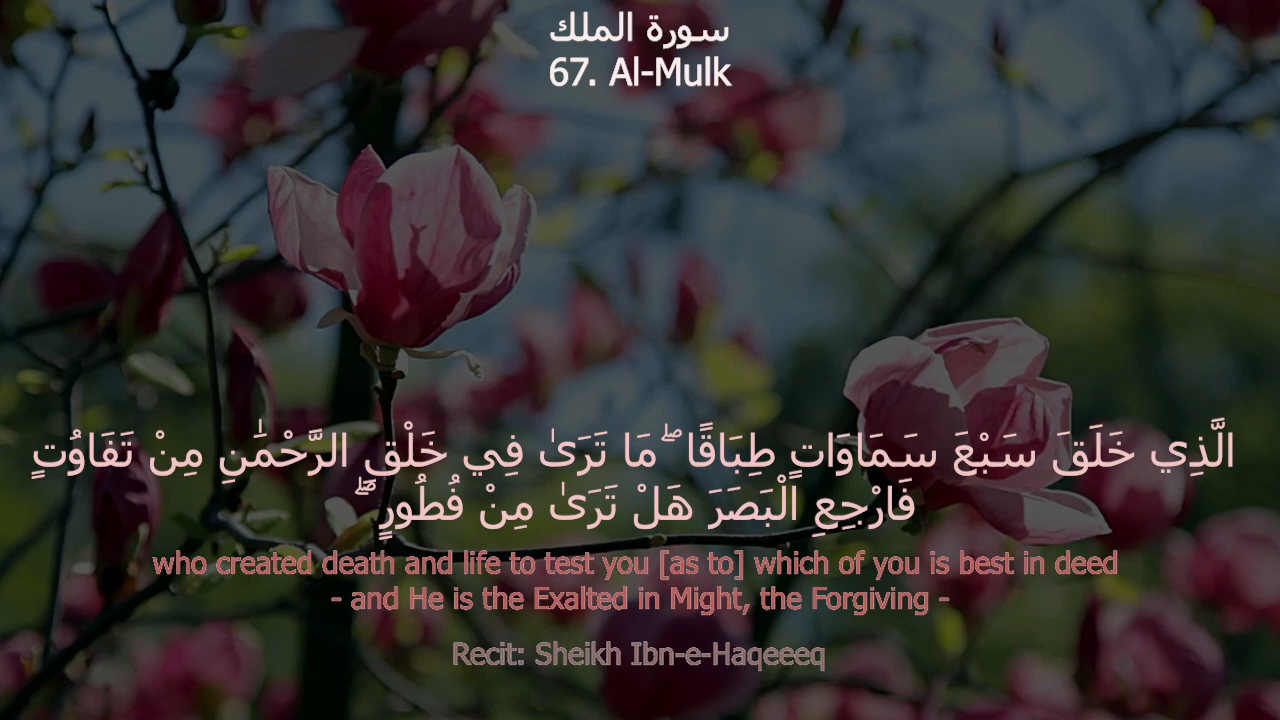 سورة الملك
67. Al-Mulk
الَّذِي خَلَقَ سَبْعَ سَمَاوَاتٍ طِبَاقًا ۖ مَا تَرَىٰ فِي خَلْقِ الرَّحْمَٰنِ مِنْ تَفَاوُتٍ ۖ
فَارْجِعِ الْبَصَرَ هَلْ تَرَىٰ مِنْ فُطُورٍ
who created death and life to test you [as to] which of you is best in deed
- and He is the Exalted in Might, the Forgiving -
Recit: Sheikh Ibn-e-Haqeeeq